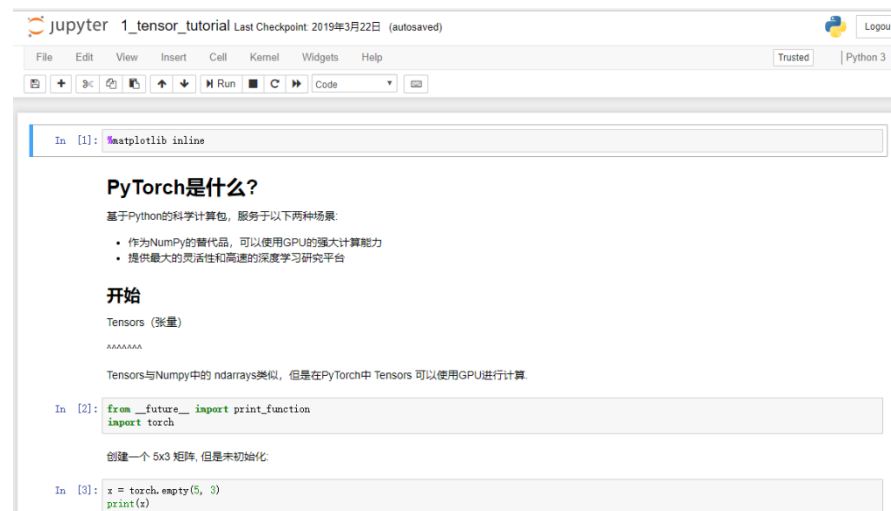 jupyter 1_tensor_tutorial Last Checkpoint: 2019年3月22日 (autosaved)
Logou
File Edit View Insert Cell Kernel Widgets Help
Trusted Python 3
Run Code
In [1]: %matplotlib inline
PyTorch是什么?
基于Python的科学计算包，服务于以下两种场景:
• 作为NumPy的替代品，可以使用GPU的强大计算能力
• 提供最大的灵活性和高速的深度学习研究平台
开始
Tensors（张量）
^^^^^^^
Tensors与Numpy中的 ndarrays类似，但是在PyTorch中 Tensors 可以使用GPU进行计算.
In [2]: from __future__ import print_function
import torch
创建一个 5x3 矩阵, 但是未初始化:
In [3]: x = torch.empty(5, 3)
print(x)